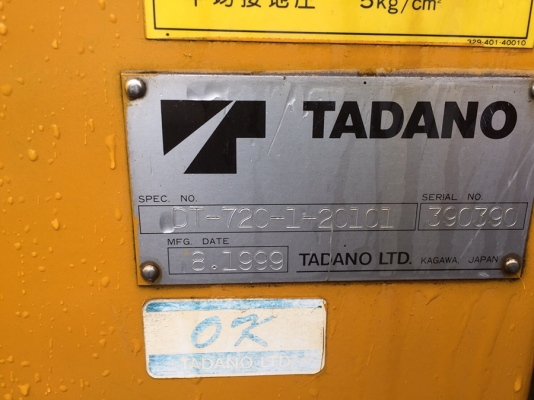 5kg/cm²
329-401-40010
TADANO
SPEC. NO.
SERIAL NO.
DT-720-1-20101
390390
MFG. DATE
8.1999
TADANO LTD. KAGAWA, JAPAN
OK
TADANO LTD.